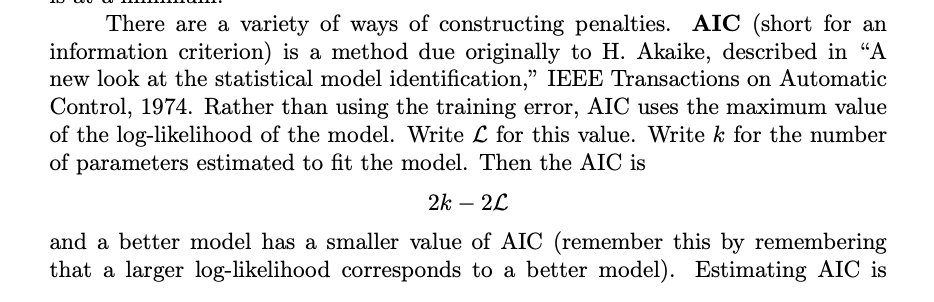 There are a variety of ways of constructing penalties. AIC (short for an
information criterion) is a method due originally to H. Akaike, described in “A
new look at the statistical model identification,” IEEE Transactions on Automatic
Control, 1974. Rather than using the training error, AIC uses the maximum value
of the log-likelihood of the model. Write ℒ for this value. Write k for the number
of parameters estimated to fit the model. Then the AIC is
2k − 2ℒ
and a better model has a smaller value of AIC (remember this by remembering
that a larger log-likelihood corresponds to a better model). Estimating AIC is